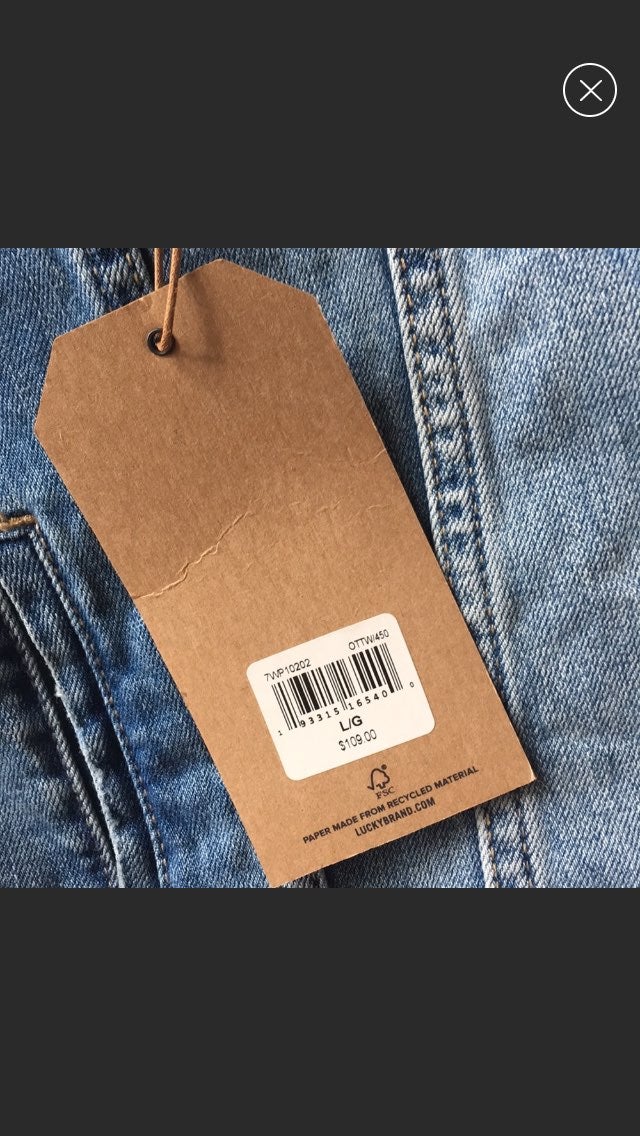 7WP10202 OTTW/450
1 93315 16540 0
L/G
$109.00
FSC
PAPER MADE FROM RECYCLED MATERIAL
LUCKYBRAND.COM